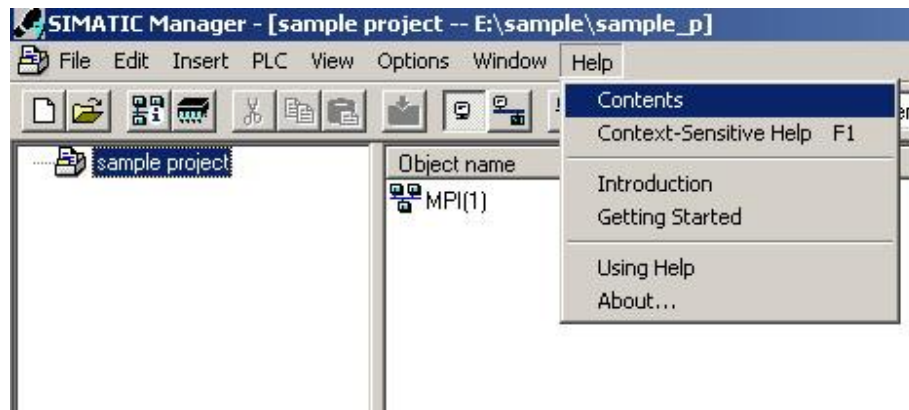 SIMATIC Manager - [sample project -- E:\sample\sample_p]
File Edit Insert PLC View Options Window Help
Contents
Context-Sensitive Help F1
Introduction
Getting Started
Using Help
About...
sample project
Object name
MPI(1)